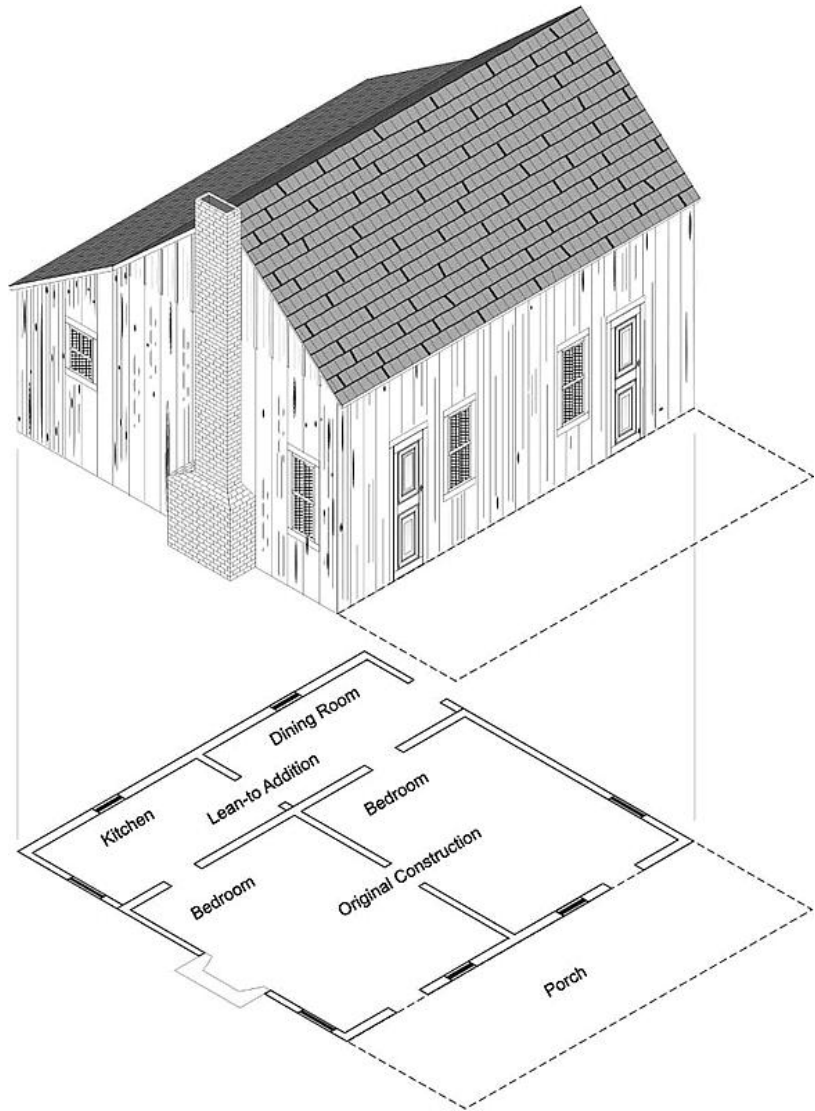 Dining Room
Lean-to Addition
Kitchen
Bedroom
Bedroom
Original Construction
Porch